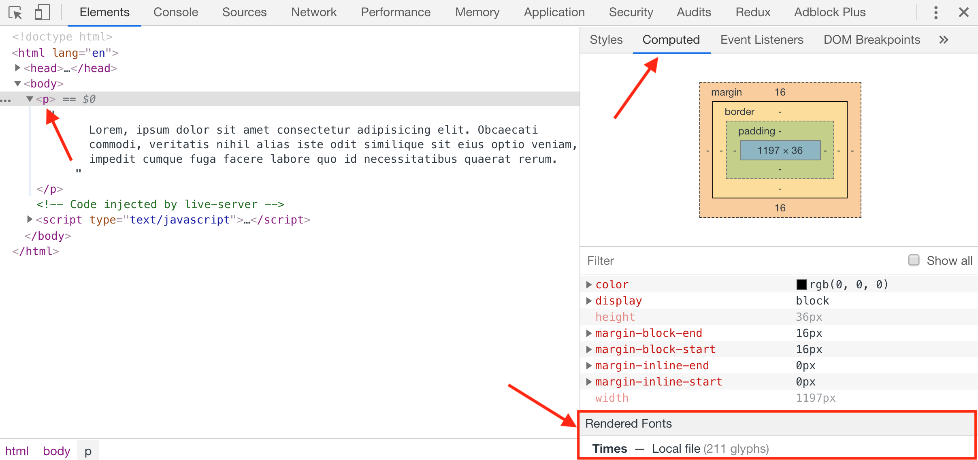 Elements Console Sources Network Performance Memory Application Security Audits Redux Adblock Plus
<!doctype html>
<html lang="en">
<head>…</head>
<body>
<p> == $0
"
Lorem, ipsum dolor sit amet consectetur adipisicing elit. Obcaecati
commodi, veritatis nihil alias iste odit similique sit eius optio veniam,
impedit cumque fuga facere labore quo id necessitatibus quaerat rerum.
"
</p>
<!-- Code injected by live-server -->
<script type="text/javascript">…</script>
</body>
</html>
html body p
Styles Computed Event Listeners DOM Breakpoints »
margin 16
border -
padding -
- - - 1197 × 36 - - -
-
-
16
Filter Show all
color rgb(0, 0, 0)
display block
height 36px
margin-block-end 16px
margin-block-start 16px
margin-inline-end 0px
margin-inline-start 0px
width 1197px
Rendered Fonts
Times — Local file (211 glyphs)